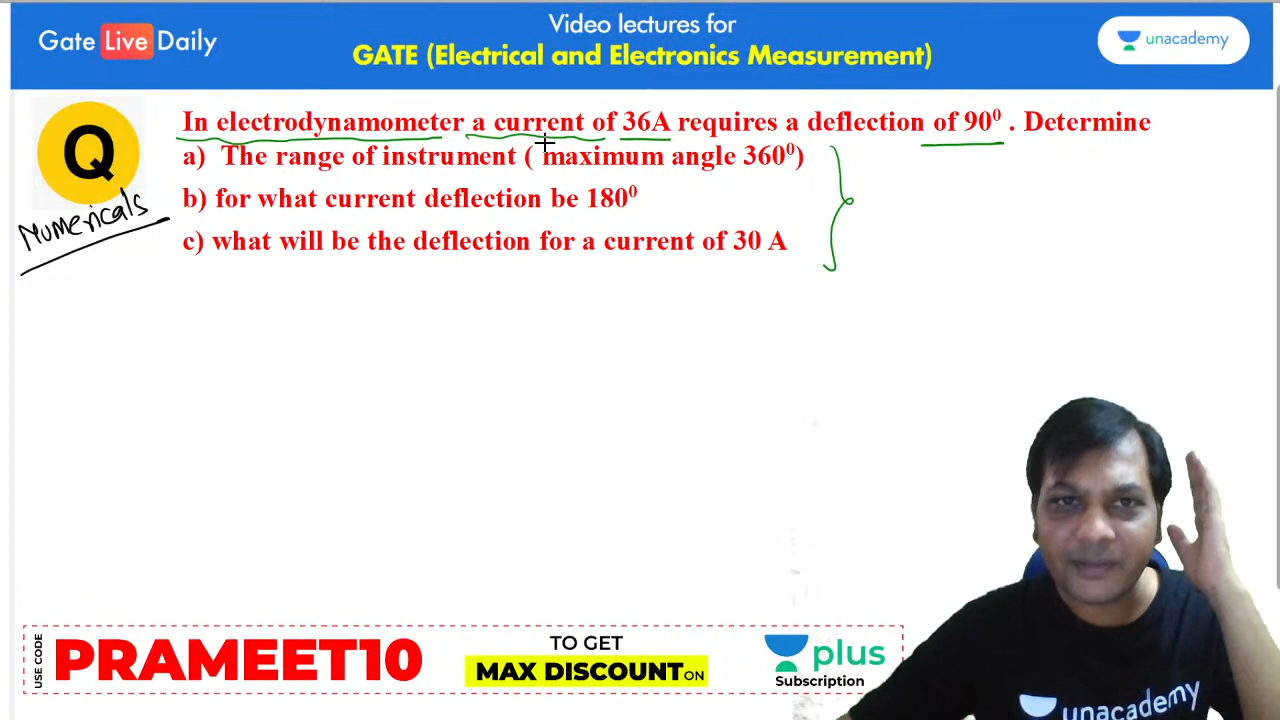 Video lectures for
Gate Live Daily
GATE (Electrical and Electronics Measurement)
unacademy
Q
In electrodynamometer a current of 36A requires a deflection of 90⁰ . Determine
a) The range of instrument ( maximum angle 360⁰)
b) for what current deflection be 180⁰
c) what will be the deflection for a current of 30 A
Numericals
USE CODE
PRAMEET10
TO GET
MAX DISCOUNT ON
plus
Subscription
unacademy